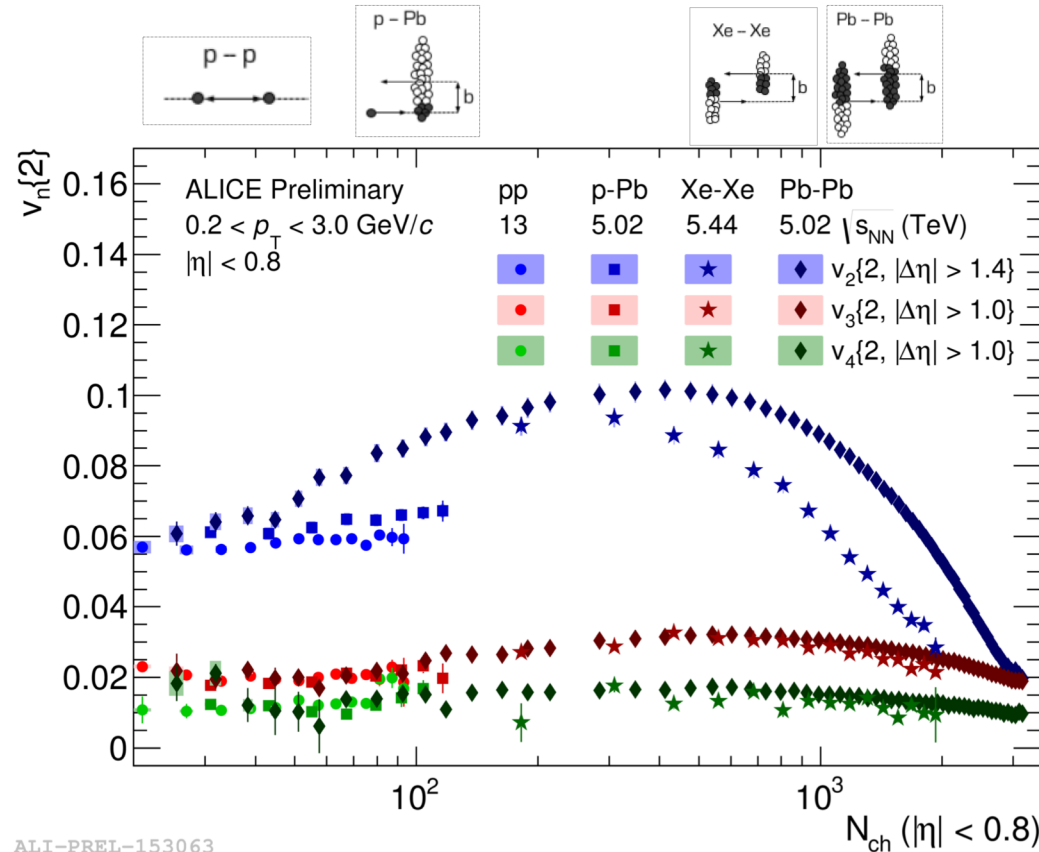 p – p
p – Pb
b
Xe – Xe
b
Pb – Pb
b
v_n{2}
0.16
0.14
0.12
0.1
0.08
0.06
0.04
0.02
0
ALICE Preliminary
0.2 < p_T < 3.0 GeV/c
|η| < 0.8
pp p-Pb Xe-Xe Pb-Pb
13 5.02 5.44 5.02 √s_NN (TeV)
v_2{2, |Δη| > 1.4}
v_3{2, |Δη| > 1.0}
v_4{2, |Δη| > 1.0}
10^2 10^3
N_ch (|η| < 0.8)
ALI-PREL-153063